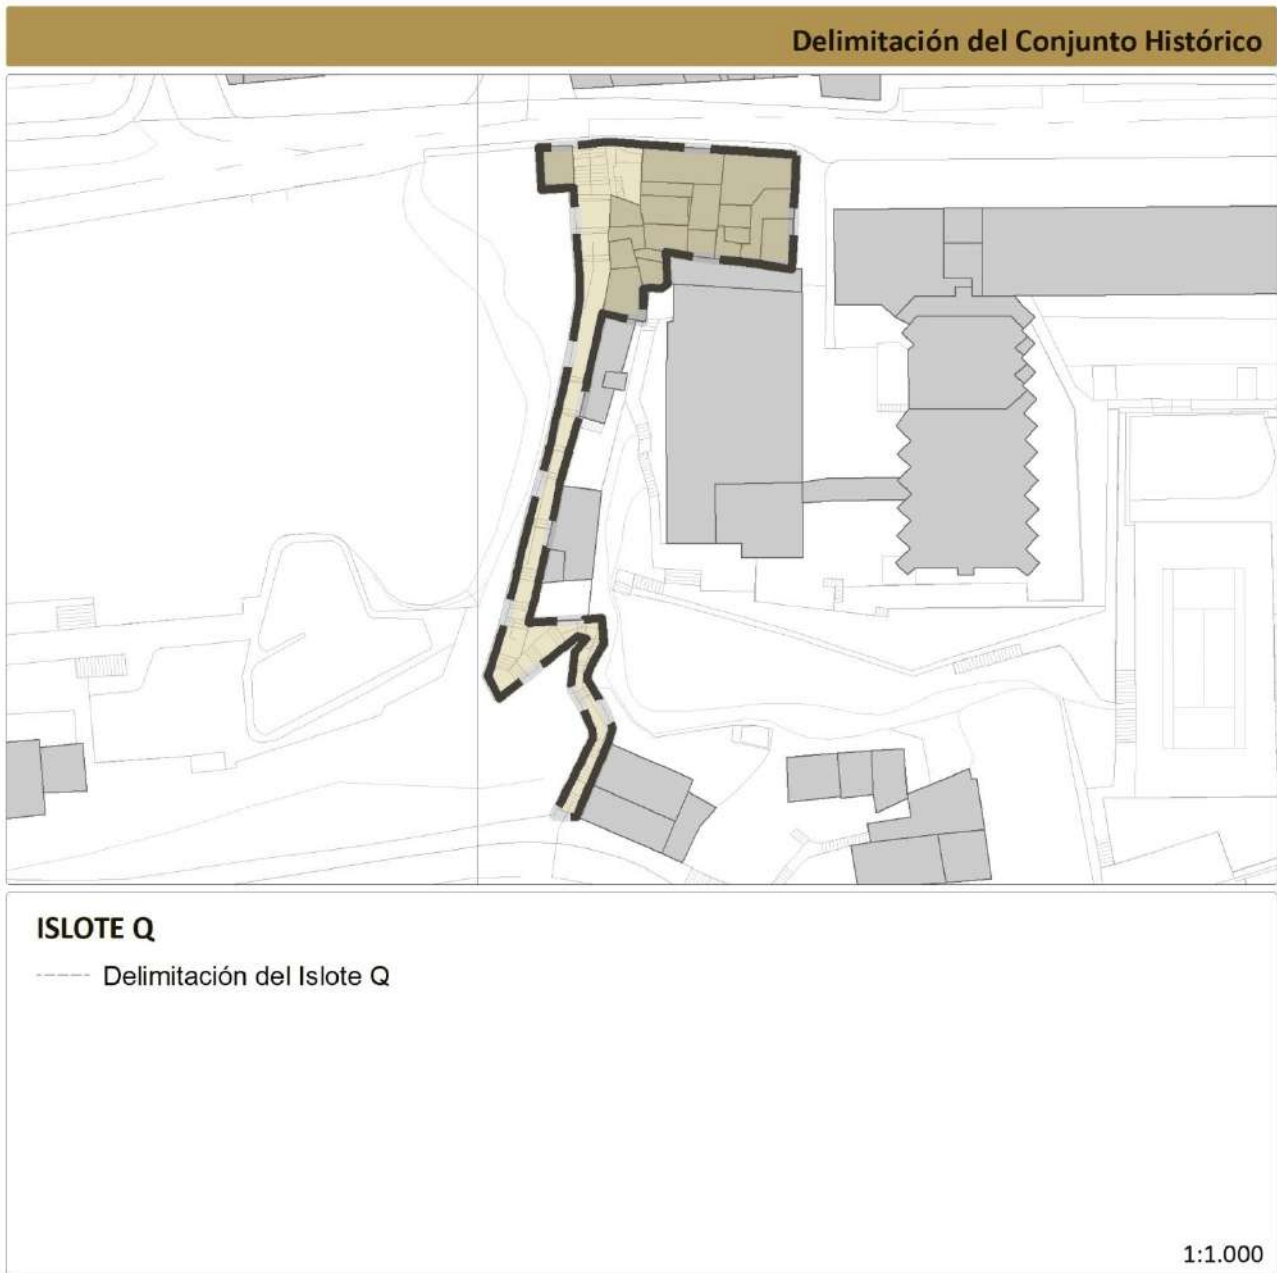 Delimitación del Conjunto Histórico
ISLOTE Q
Delimitación del Islote Q
1:1.000